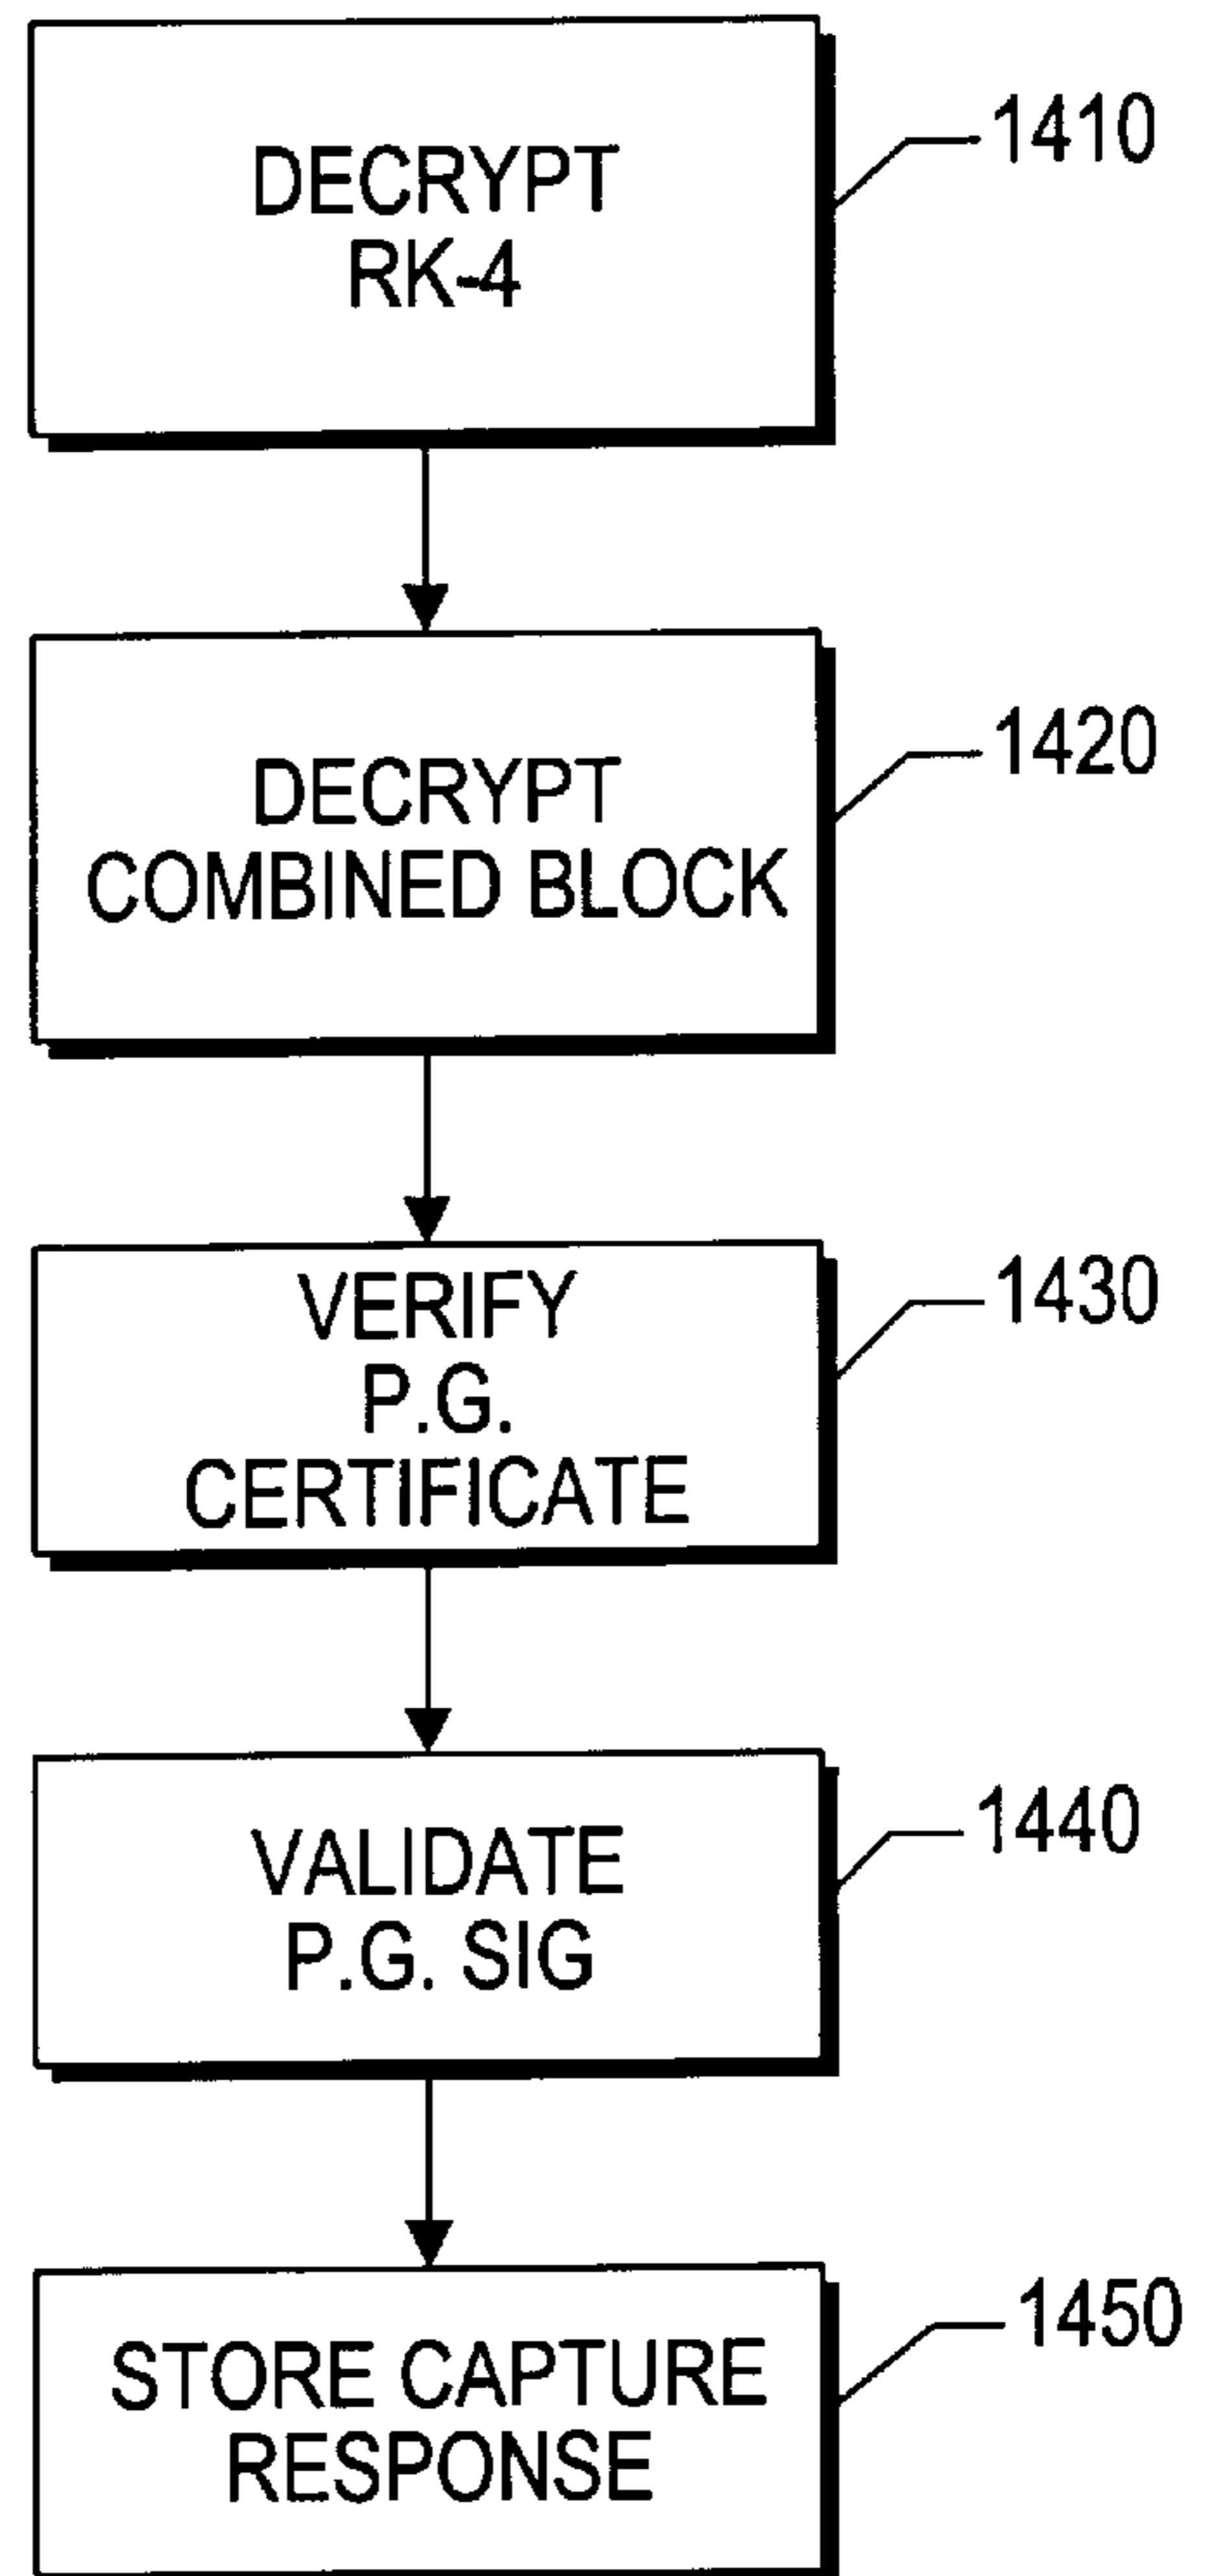 DECRYPT
RK-4
1410
DECRYPT
COMBINED BLOCK
1420
VERIFY
P.G.
CERTIFICATE
1430
VALIDATE
P.G. SIG
1440
STORE CAPTURE
RESPONSE
1450